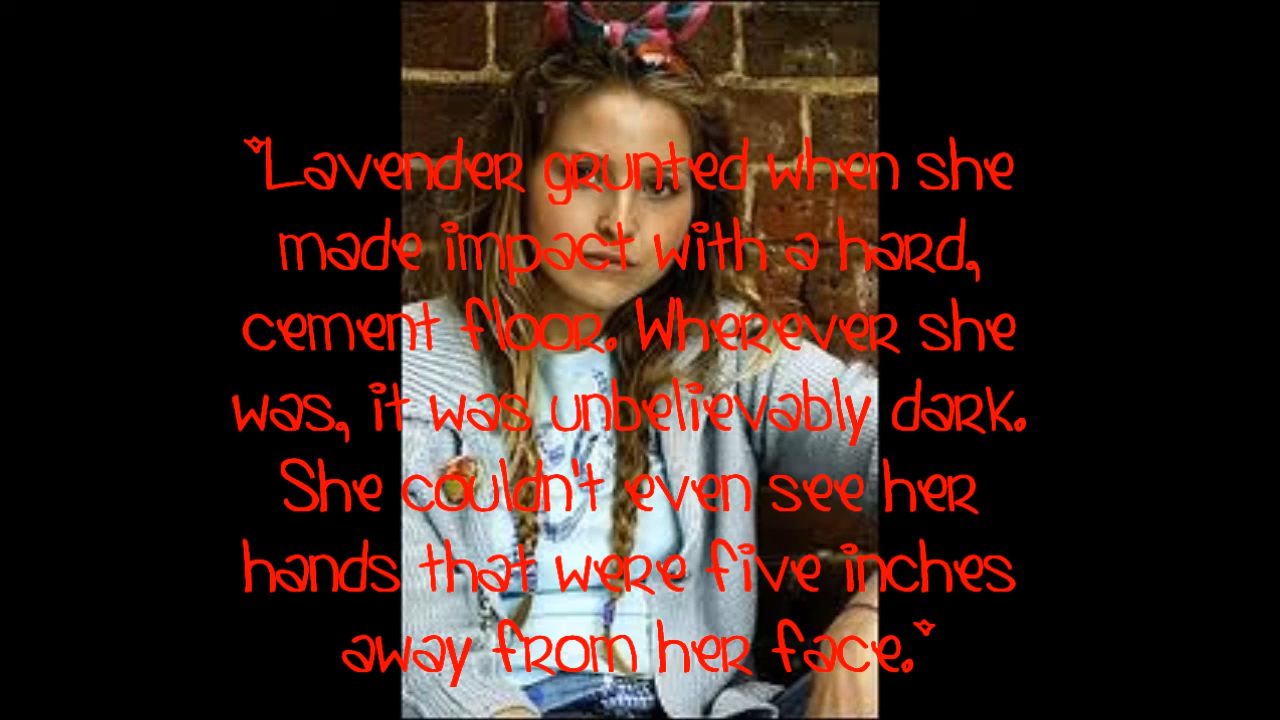 "Lavender grunted when she
made impact with a hard,
cement floor. Wherever she
was, it was unbelievably dark.
She couldn't even see her
hands that were five inches
away from her face."